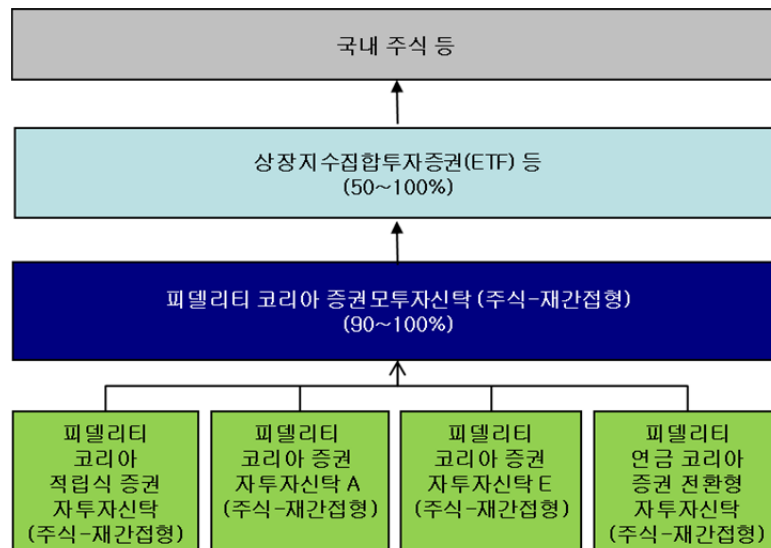 국내 주식 등
상장지수집합투자증권(ETF) 등
(50~100%)
피델리티 코리아 증권모투자신탁 (주식-재간접형)
(90~100%)
피델리티
코리아
적립식 증권
자투자신탁
(주식-재간접형)
피델리티
코리아 증권
자투자신탁 A
(주식-재간접형)
피델리티
코리아 증권
자투자신탁 E
(주식-재간접형)
피델리티
연금 코리아
증권 전환형
자투자신탁
(주식-재간접형)